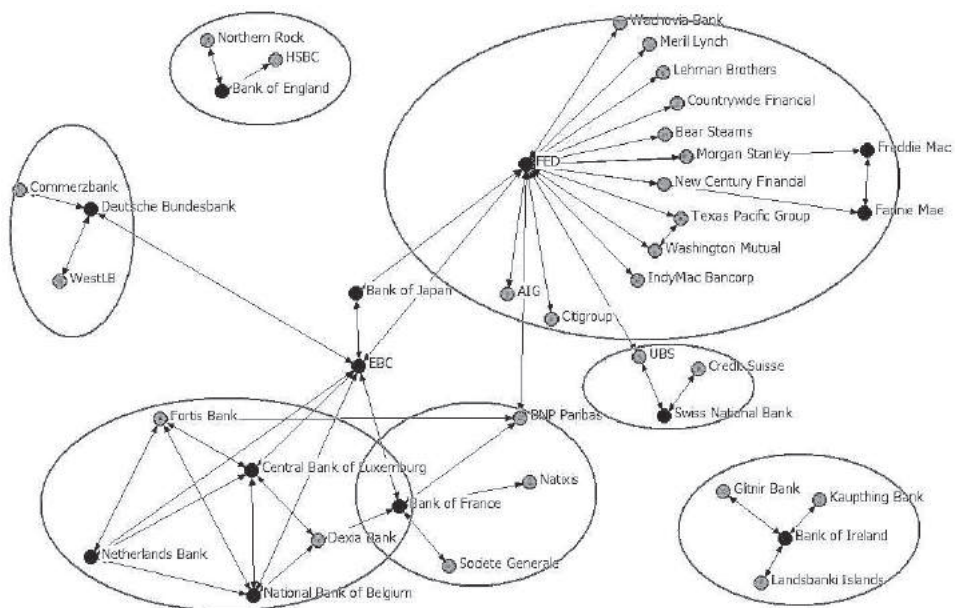 Wachovia Bank
Northern Rock
Meril Lynch
HSBC
Lehman Brothers
Bank of England
Countrywide Financial
Bear Stearns
FED
Morgan Stanley
Freddie Mac
New Century Financial
Commerzbank
Deutsche Bundesbank
Fannie Mae
Texas Pacific Group
Washington Mutual
WestLB
IndyMac Bancorp
Bank of Japan
AIG
Citigroup
UBS
EBC
Credit Suisse
Fortis Bank
BNP Paribas
Swiss National Bank
Central Bank of Luxemburg
Natixis
Gitnir Bank
Kaupthing Bank
Bank of France
Bank of Ireland
Dexia Bank
Netherlands Bank
Societe Generale
Landsbanki Islands
National Bank of Belgium